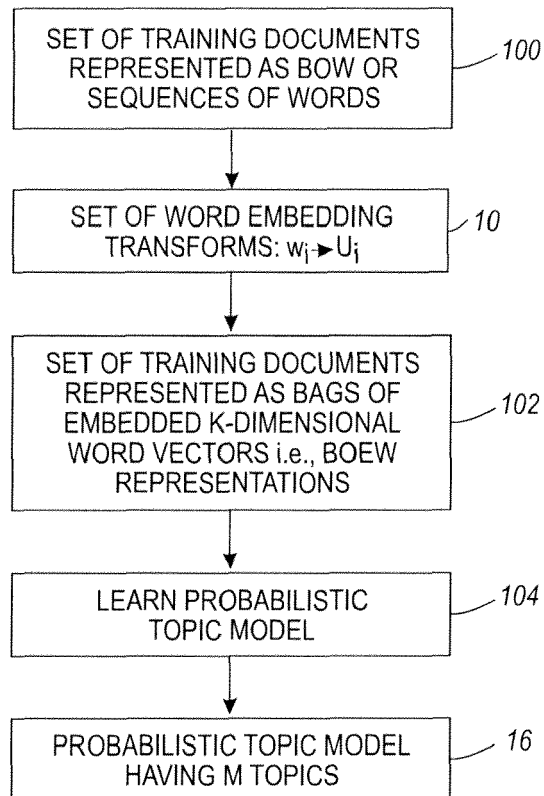 SET OF TRAINING DOCUMENTS
REPRESENTED AS BOW OR
SEQUENCES OF WORDS
100
SET OF WORD EMBEDDING
TRANSFORMS: wi→Ui
10
SET OF TRAINING DOCUMENTS
REPRESENTED AS BAGS OF
EMBEDDED K-DIMENSIONAL
WORD VECTORS i.e., BOEW
REPRESENTATIONS
102
LEARN PROBABILISTIC
TOPIC MODEL
104
PROBABILISTIC TOPIC MODEL
HAVING M TOPICS
16